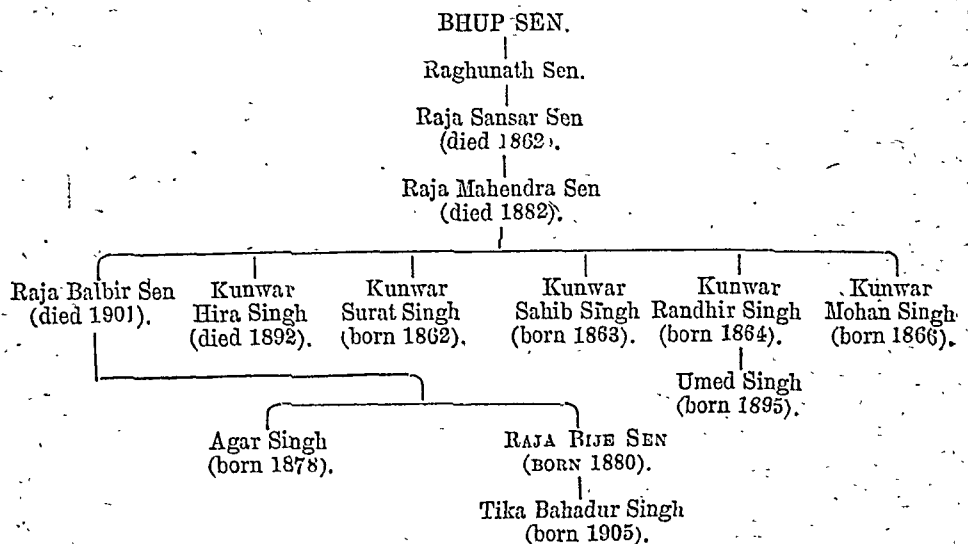 BHUP SEN.
Raghunath Sen.
Raja Sansar Sen
(died 1862).
Raja Mahendra Sen
(died 1882).
Raja Balbir Sen
(died 1901).
Kunwar
Hira Singh
(died 1892).
Kunwar
Surat Singh
(born 1862).
Kunwar
Sahib Singh
(born 1863).
Kunwar
Randhir Singh
(born 1864).
Kunwar
Mohan Singh
(born 1866).
Umed Singh
(born 1895).
Agar Singh
(born 1878).
RAJA BIJE SEN
(BORN 1880).
Tika Bahadur Singh
(born 1905).